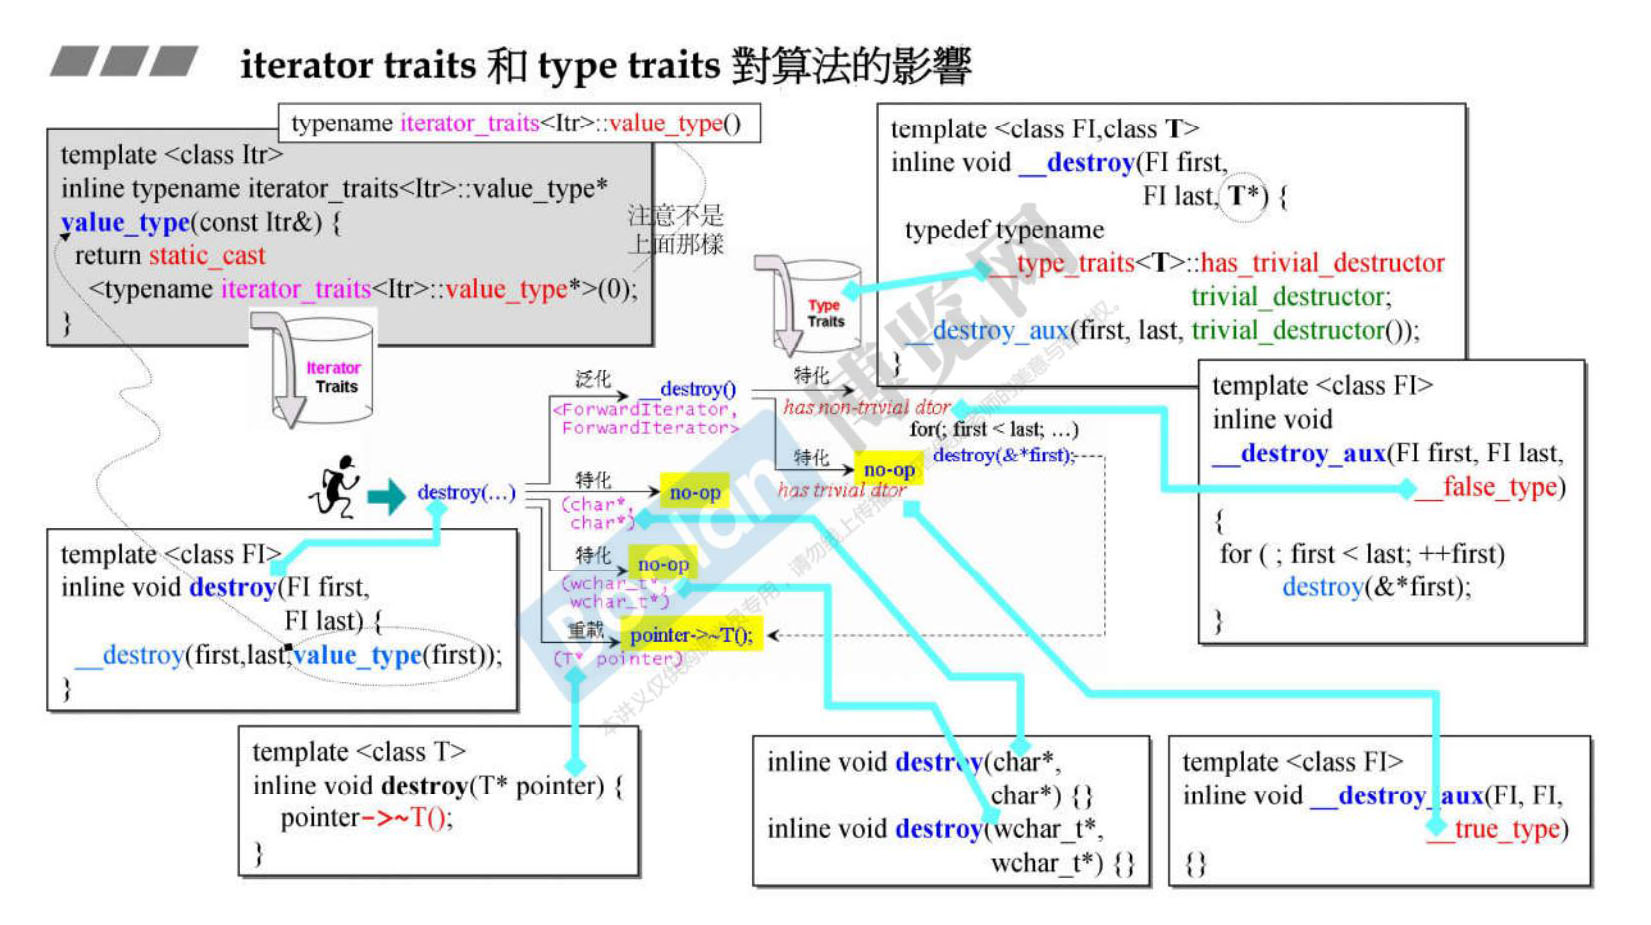 iterator traits 和 type traits 對算法的影響
typename iterator_traits<Itr>::value_type()
template <class Itr>
inline typename iterator_traits<Itr>::value_type*
value_type(const Itr&) {
return static_cast
<typename iterator_traits<Itr>::value_type*>(0);
}
注意不是
上面那樣
Iterator
Traits
Type
Traits
template <class FI,class T>
inline void __destroy(FI first,
FI last, T*) {
typedef typename
__type_traits<T>::has_trivial_destructor
trivial_destructor;
__destroy_aux(first, last, trivial_destructor());
}
template <class FI>
inline void
__destroy_aux(FI first, FI last,
__false_type)
{
for ( ; first < last; ++first)
destroy(&*first);
}
destroy(…)
泛化
__destroy()
<ForwardIterator,
ForwardIterator>
特化
has non-trivial dtor
for(; first < last; …)
destroy(&*first);
特化
no-op
has trivial dtor
特化
no-op
(char*,
char*)
特化
no-op
(wchar_t*,
wchar_t*)
重載
pointer->~T();
(T* pointer)
template <class FI>
inline void destroy(FI first,
FI last) {
__destroy(first,last,value_type(first));
}
template <class T>
inline void destroy(T* pointer) {
pointer->~T();
}
inline void destroy(char*,
char*) {}
inline void destroy(wchar_t*,
wchar_t*) {}
template <class FI>
inline void __destroy_aux(FI, FI,
__true_type)
{}
Boolan
博览网